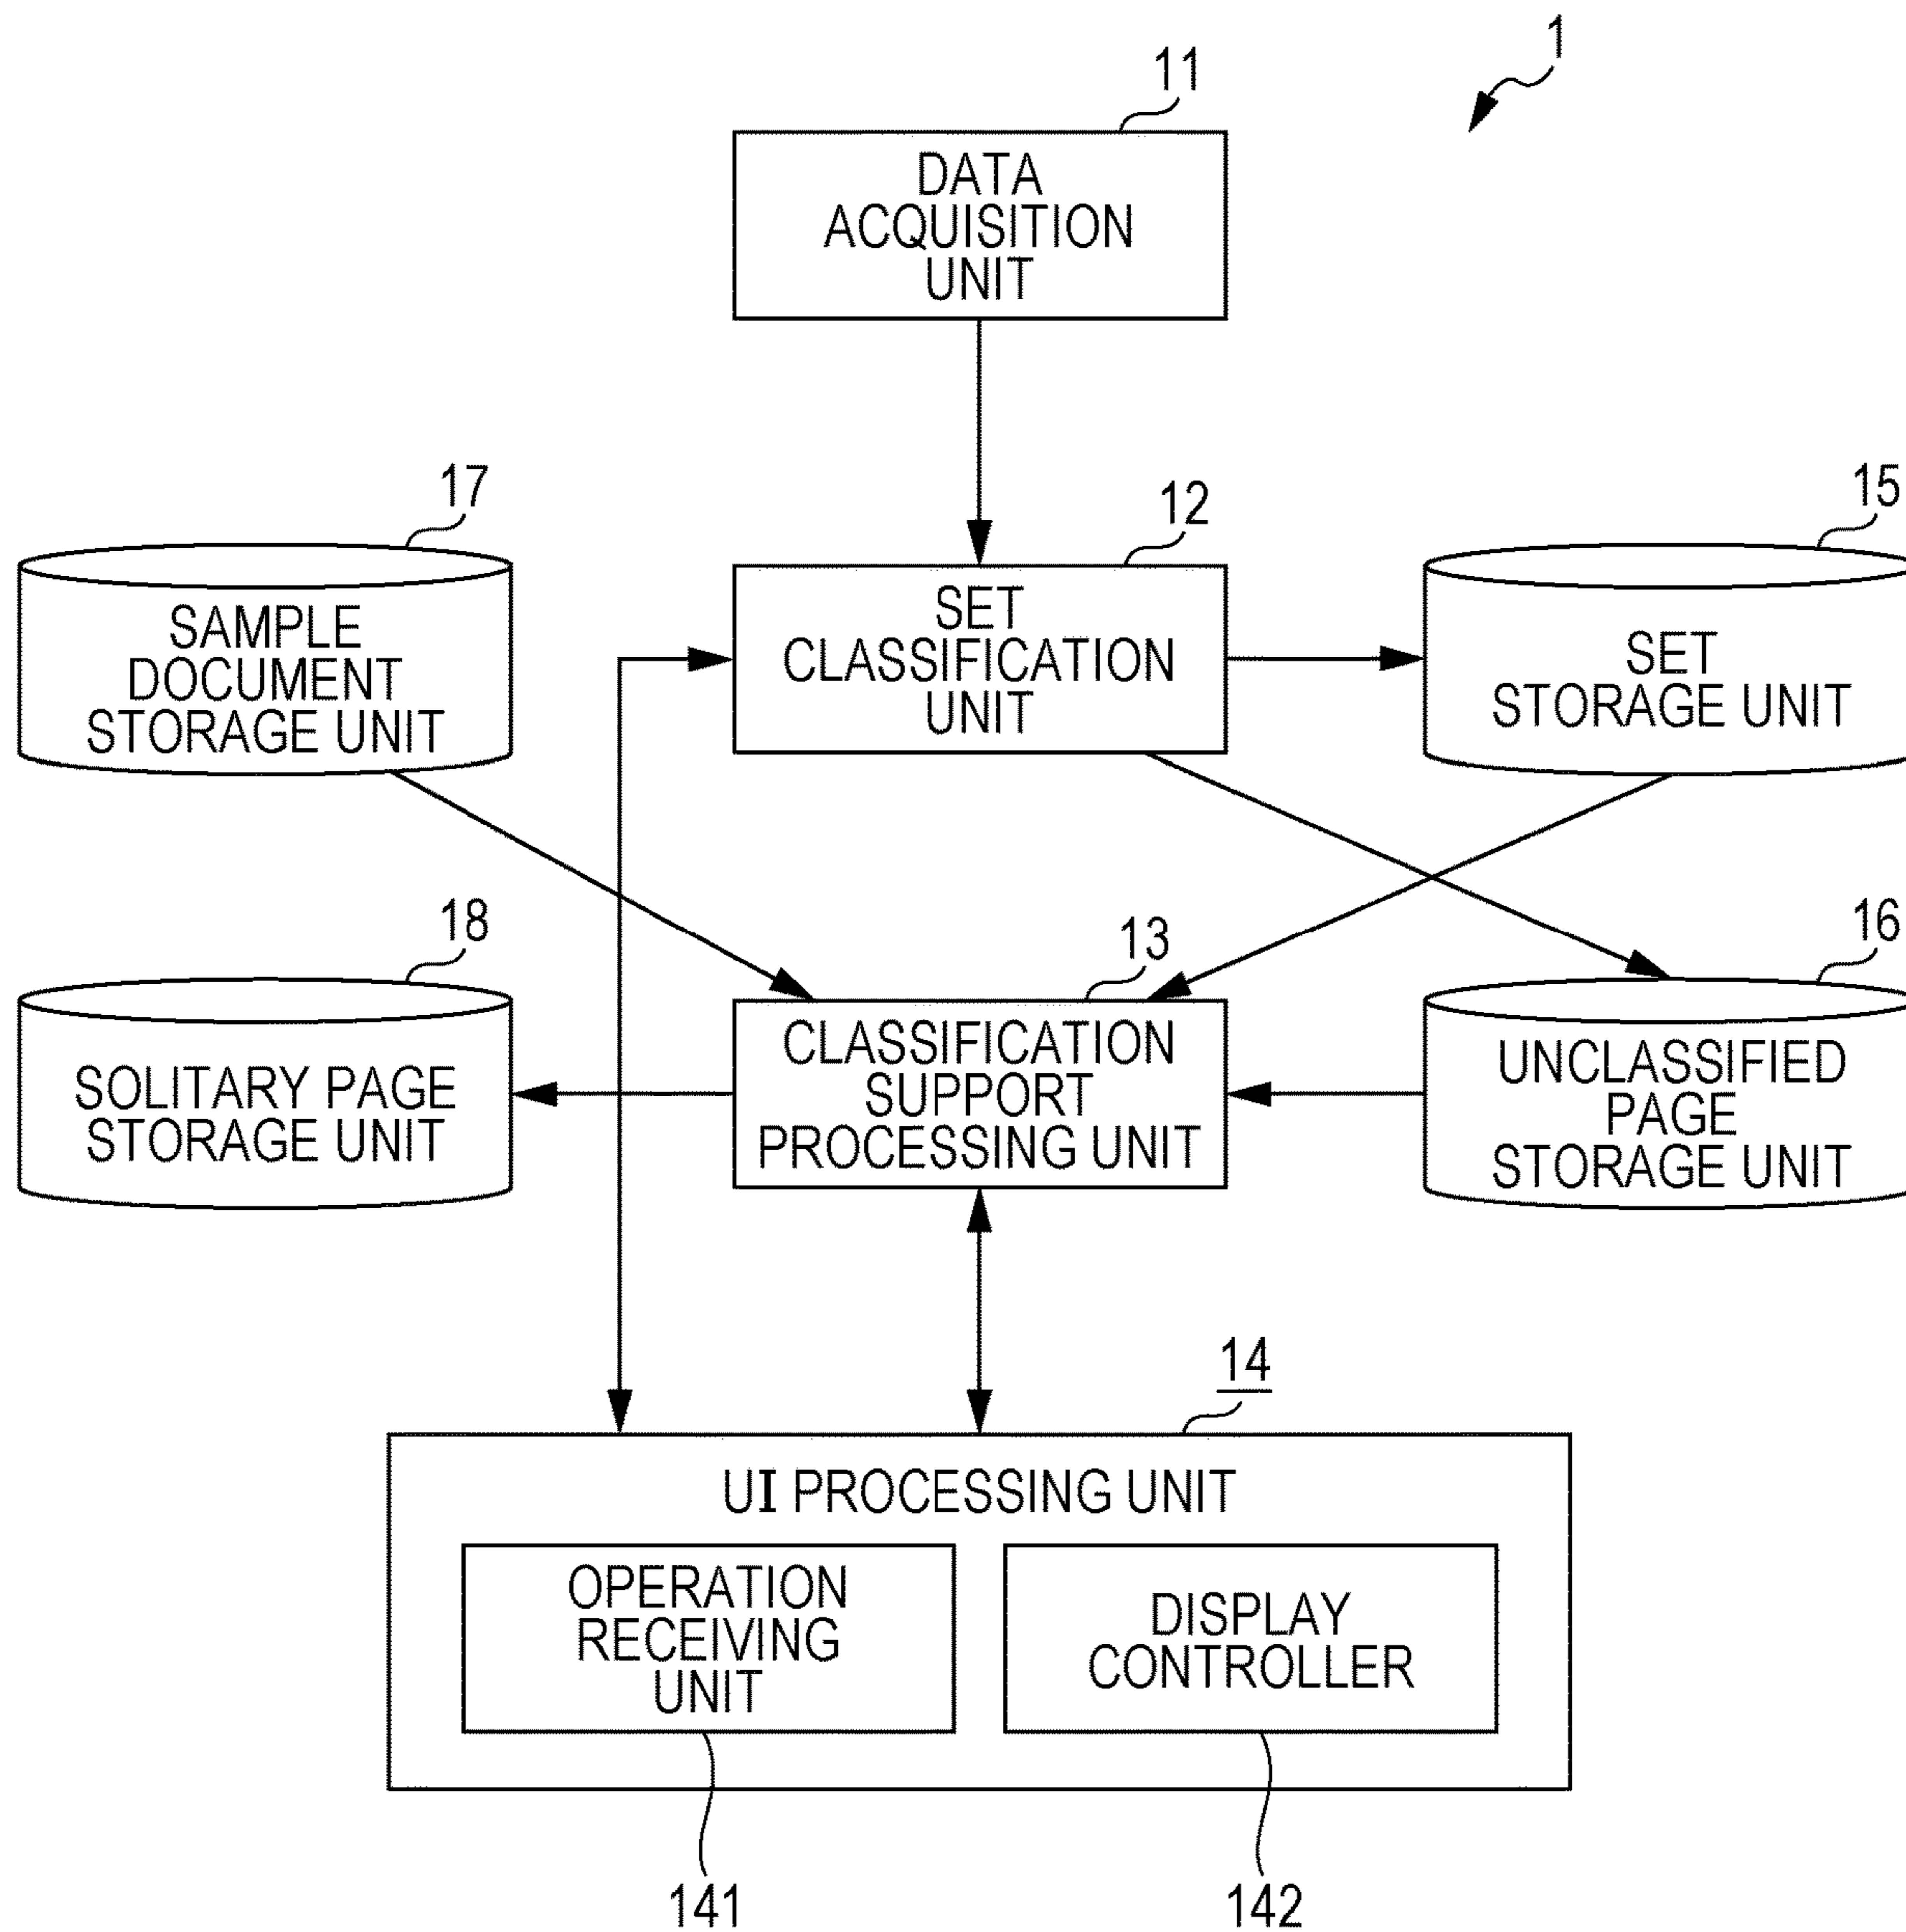 1
11
DATA
ACQUISITION
UNIT
17
SAMPLE
DOCUMENT
STORAGE UNIT
12
SET
CLASSIFICATION
UNIT
15
SET
STORAGE UNIT
18
SOLITARY PAGE
STORAGE UNIT
13
CLASSIFICATION
SUPPORT
PROCESSING UNIT
16
UNCLASSIFIED
PAGE
STORAGE UNIT
14
UI PROCESSING UNIT
OPERATION
RECEIVING
UNIT
DISPLAY
CONTROLLER
141
142